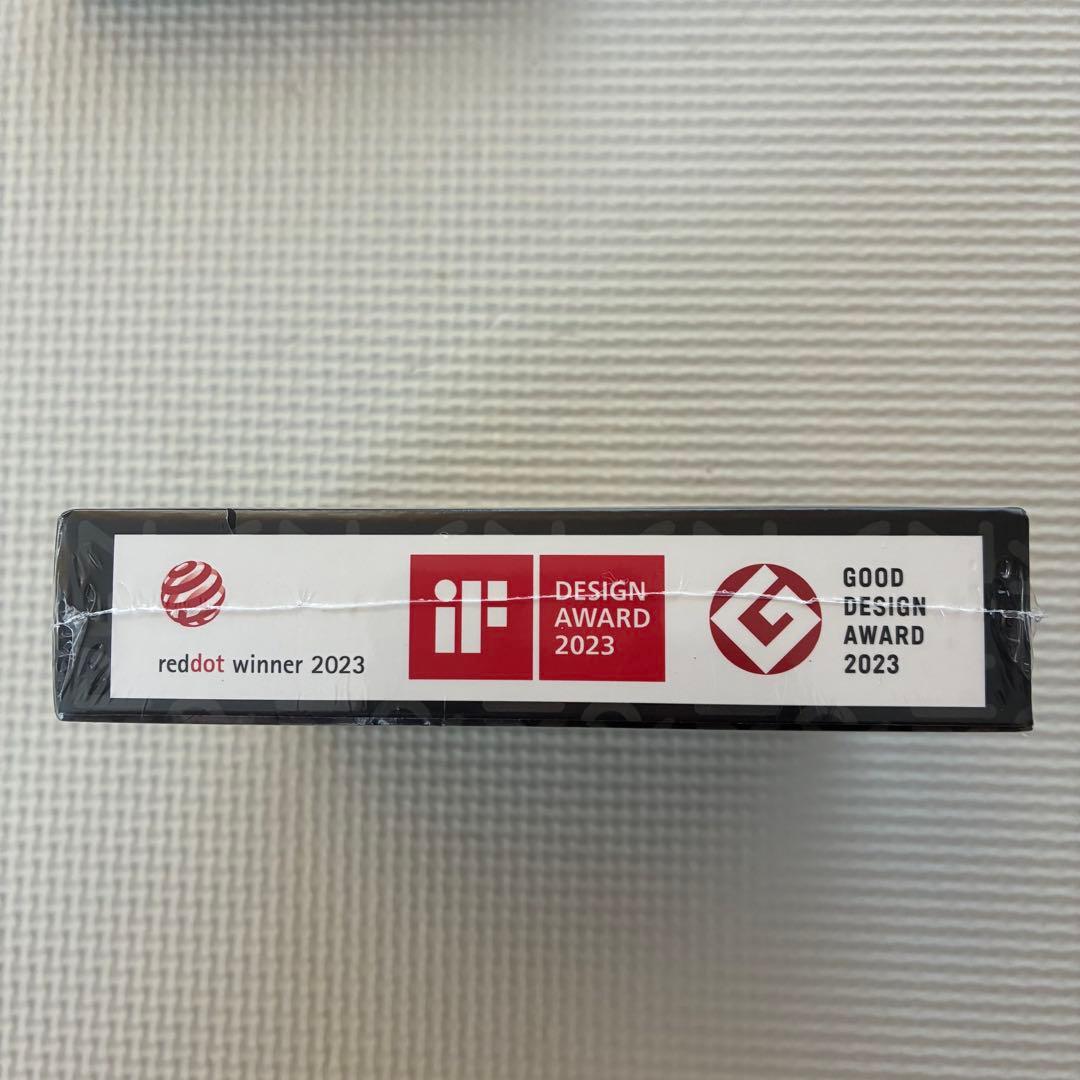 reddot winner 2023
iF
DESIGN
AWARD
2023
GOOD
DESIGN
AWARD
2023